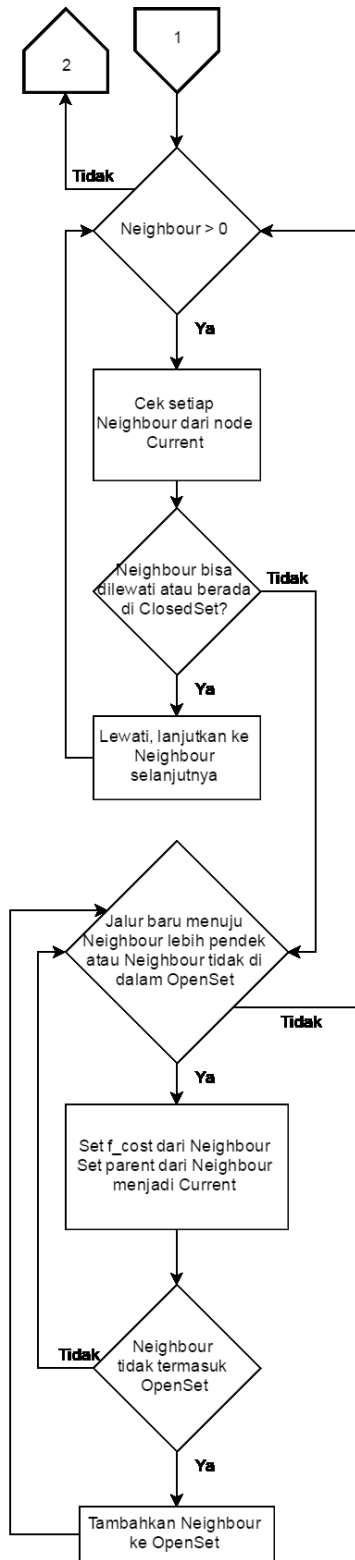 2
1
Tidak
Neighbour > 0
Ya
Cek setiap
Neighbour dari node
Current
Neighbour bisa
dilewati atau berada
di ClosedSet?
Tidak
Ya
Lewati, lanjutkan ke
Neighbour
selanjutnya
Jalur baru menuju
Neighbour lebih pendek
atau Neighbour tidak di
dalam OpenSet
Tidak
Ya
Set f_cost dari Neighbour
Set parent dari Neighbour
menjadi Current
Neighbour
tidak termasuk
OpenSet
Tidak
Ya
Tambahkan Neighbour
ke OpenSet